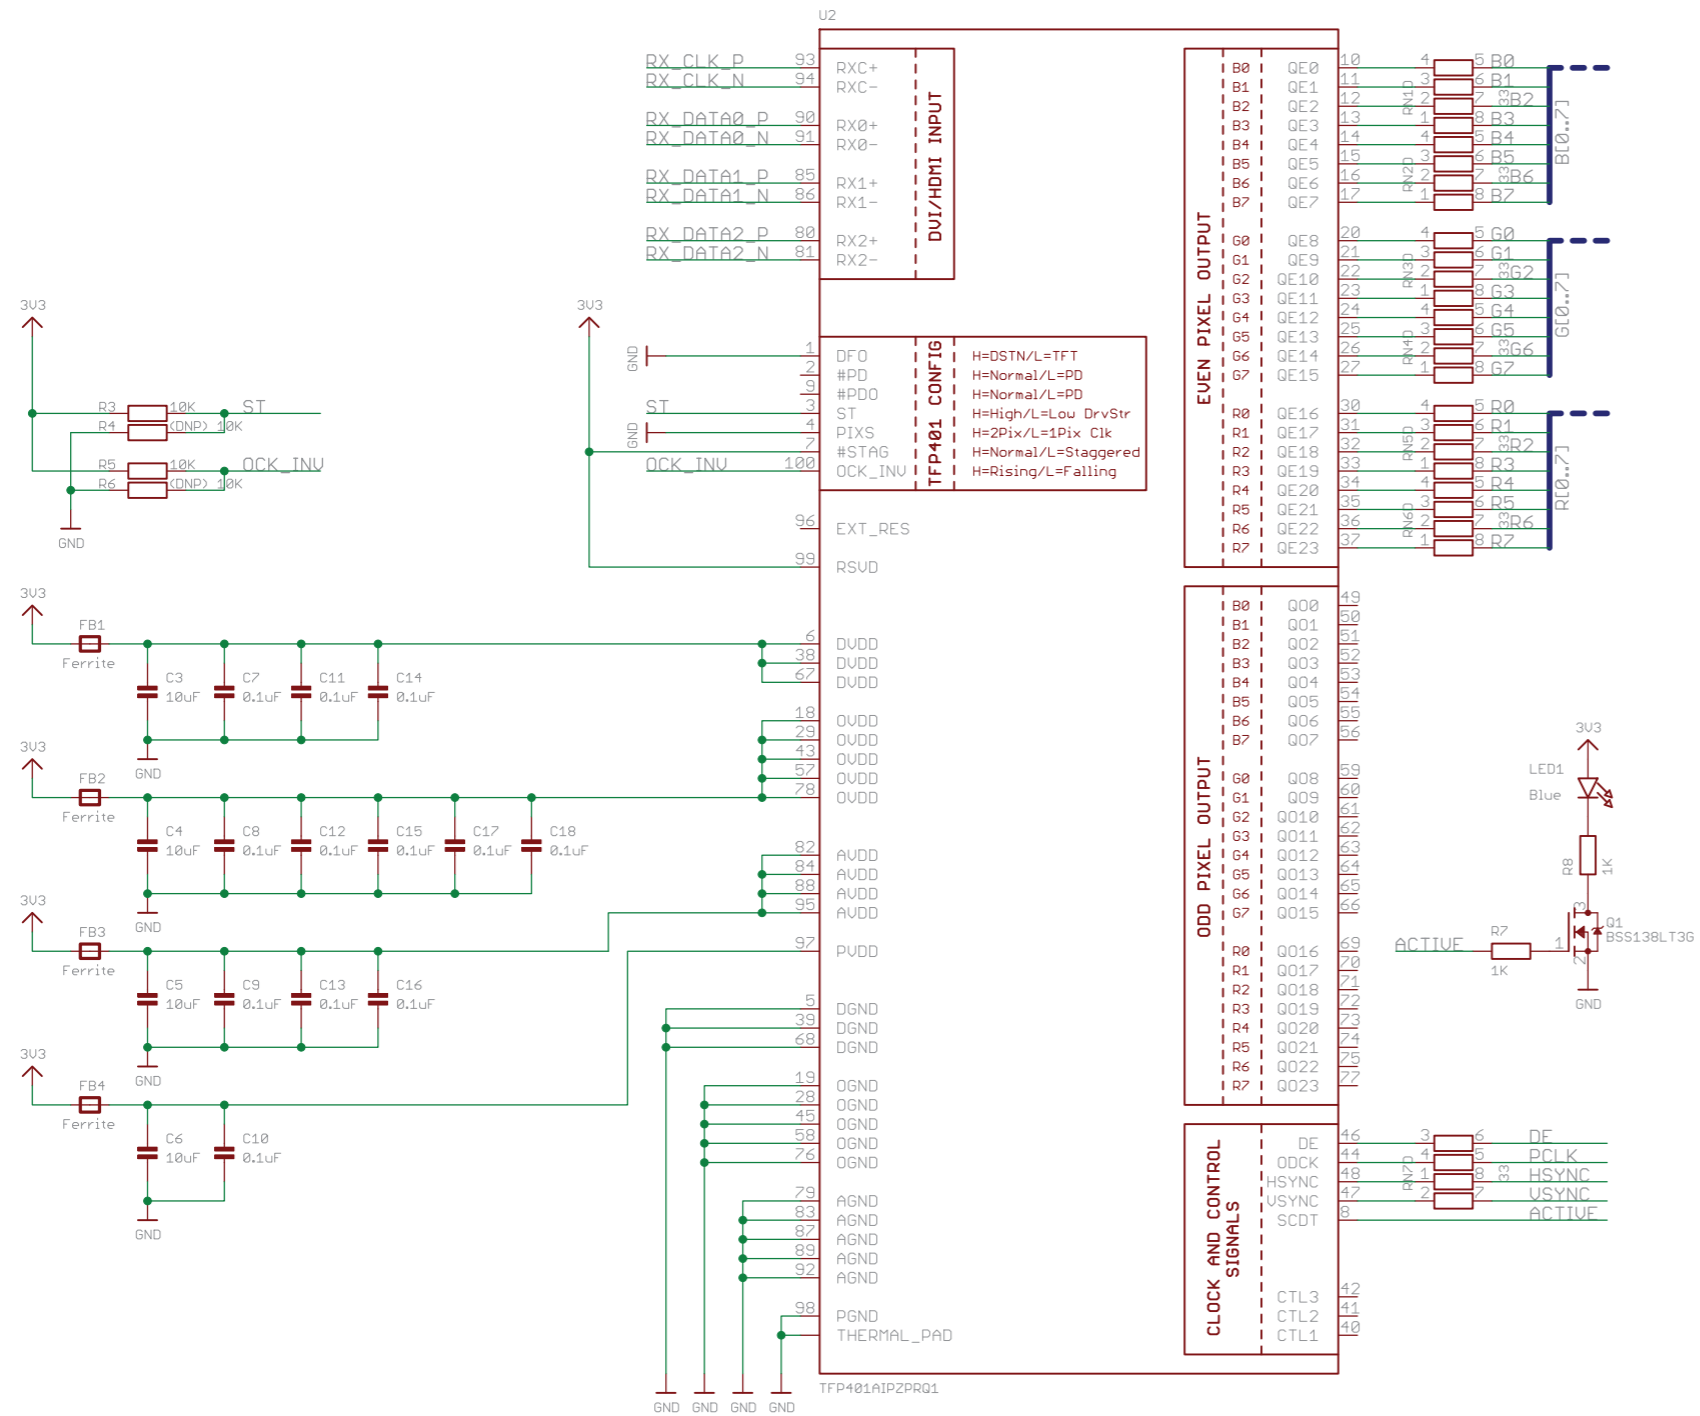 U2
RX_CLK_P 93 RXC+
RX_CLK_N 94 RXC-
RX_DATA0_P 90 RX0+
RX_DATA0_N 91 RX0-
RX_DATA1_P 85 RX1+
RX_DATA1_N 86 RX1-
RX_DATA2_P 80 RX2+
RX_DATA2_N 81 RX2-
DVI/HDMI INPUT
3V3
GND 1 DFO H=DSTN/L=TFT
2 #PD H=Normal/L=PD
9 #PDO H=Normal/L=PD
ST 3 ST H=High/L=Low DrvStr
GND 4 PIXS H=2Pix/L=1Pix Clk
7 #STAG H=Normal/L=Staggered
OCK_INV 100 OCK_INV H=Rising/L=Falling
TFP401 CONFIG
96 EXT_RES
99 RSVD
3V3
R3 10K ST
R4 (DNP) 10K
R5 10K OCK_INV
R6 (DNP) 10K
GND
3V3
FB1
Ferrite
C3 10uF
C7 0.1uF
C11 0.1uF
C14 0.1uF
GND
6 DVDD
38 DVDD
67 DVDD
18 OVDD
29 OVDD
43 OVDD
57 OVDD
78 OVDD
3V3
FB2
Ferrite
C4 10uF
C8 0.1uF
C12 0.1uF
C15 0.1uF
C17 0.1uF
C18 0.1uF
GND
82 AVDD
84 AVDD
88 AVDD
95 AVDD
97 PVDD
3V3
FB3
Ferrite
C5 10uF
C9 0.1uF
C13 0.1uF
C16 0.1uF
GND
3V3
FB4
Ferrite
C6 10uF
C10 0.1uF
GND
5 DGND
39 DGND
68 DGND
19 OGND
28 OGND
45 OGND
58 OGND
76 OGND
79 AGND
83 AGND
87 AGND
89 AGND
92 AGND
98 PGND
THERMAL_PAD
GND GND GND GND
TFP401AIPZPRQ1
EVEN PIXEL OUTPUT
B0 QE0 10 4 5 B0
B1 QE1 11 3 6 B1
B2 QE2 12 2 7 B2
B3 QE3 13 1 8 B3
RN1D 33
B4 QE4 14 4 5 B4
B5 QE5 15 3 6 B5
B6 QE6 16 2 7 B6
B7 QE7 17 1 8 B7
RN2D 33
B[0..7]
G0 QE8 20 4 5 G0
G1 QE9 21 3 6 G1
G2 QE10 22 2 7 G2
G3 QE11 23 1 8 G3
RN3D 33
G4 QE12 24 4 5 G4
G5 QE13 25 3 6 G5
G6 QE14 26 2 7 G6
G7 QE15 27 1 8 G7
RN4D 33
G[0..7]
R0 QE16 30 4 5 R0
R1 QE17 31 3 6 R1
R2 QE18 32 2 7 R2
R3 QE19 33 1 8 R3
RN5D 33
R4 QE20 34 4 5 R4
R5 QE21 35 3 6 R5
R6 QE22 36 2 7 R6
R7 QE23 37 1 8 R7
RN6D 33
R[0..7]
ODD PIXEL OUTPUT
B0 QO0 49
B1 QO1 50
B2 QO2 51
B3 QO3 52
B4 QO4 53
B5 QO5 54
B6 QO6 55
B7 QO7 56
G0 QO8 59
G1 QO9 60
G2 QO10 61
G3 QO11 62
G4 QO12 63
G5 QO13 64
G6 QO14 65
G7 QO15 66
R0 QO16 69
R1 QO17 70
R2 QO18 71
R3 QO19 72
R4 QO20 73
R5 QO21 74
R6 QO22 75
R7 QO23 77
3V3
LED1
Blue
R8 1K
3
Q1
BSS138LT3G
ACTIVE R7 1
1K
2
GND
CLOCK AND CONTROL
SIGNALS
DE 46 3 6 DE
ODCK 44 4 5 PCLK
HSYNC 48 1 8 HSYNC
VSYNC 47 2 7 VSYNC
RN7D 33
SCDT 8 ACTIVE
CTL3 42
CTL2 41
CTL1 40